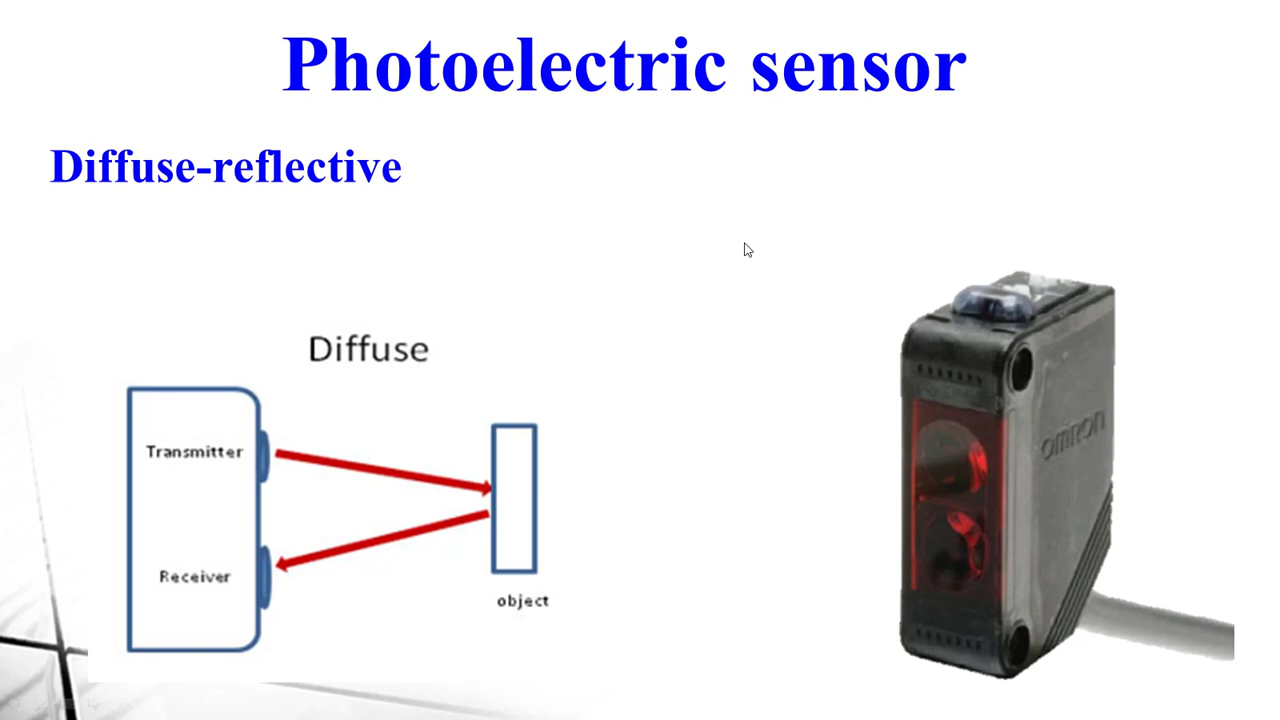 Photoelectric sensor
Diffuse-reflective
Diffuse
Transmitter
Receiver
object
OMRON